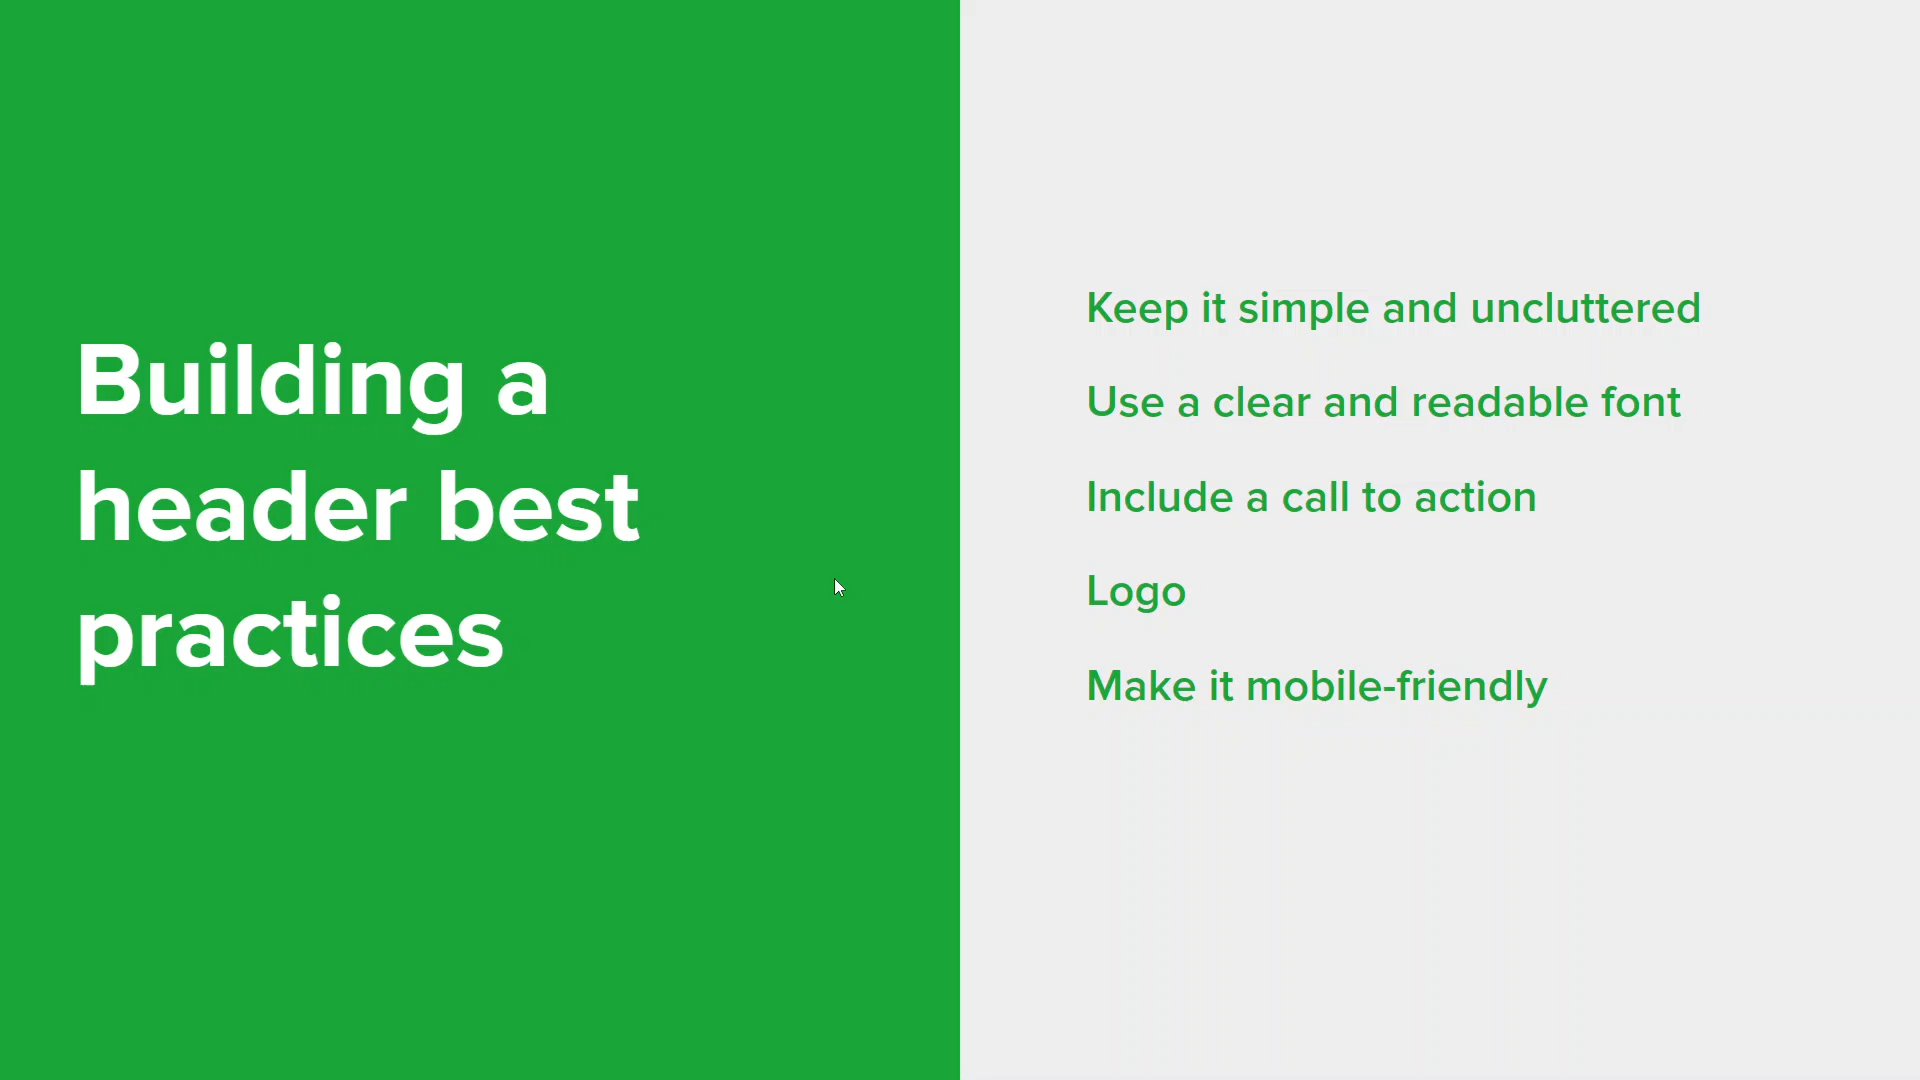 Building a
header best
practices
Keep it simple and uncluttered
Use a clear and readable font
Include a call to action
Logo
Make it mobile-friendly